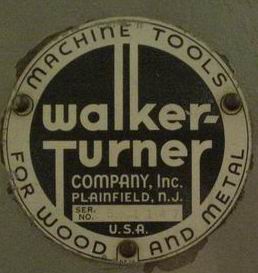 MACHINE TOOLS
walker-
Turner
COMPANY, Inc.
PLAINFIELD, N.J.
SER.
NO.
U.S.A.
FOR WOOD AND METAL